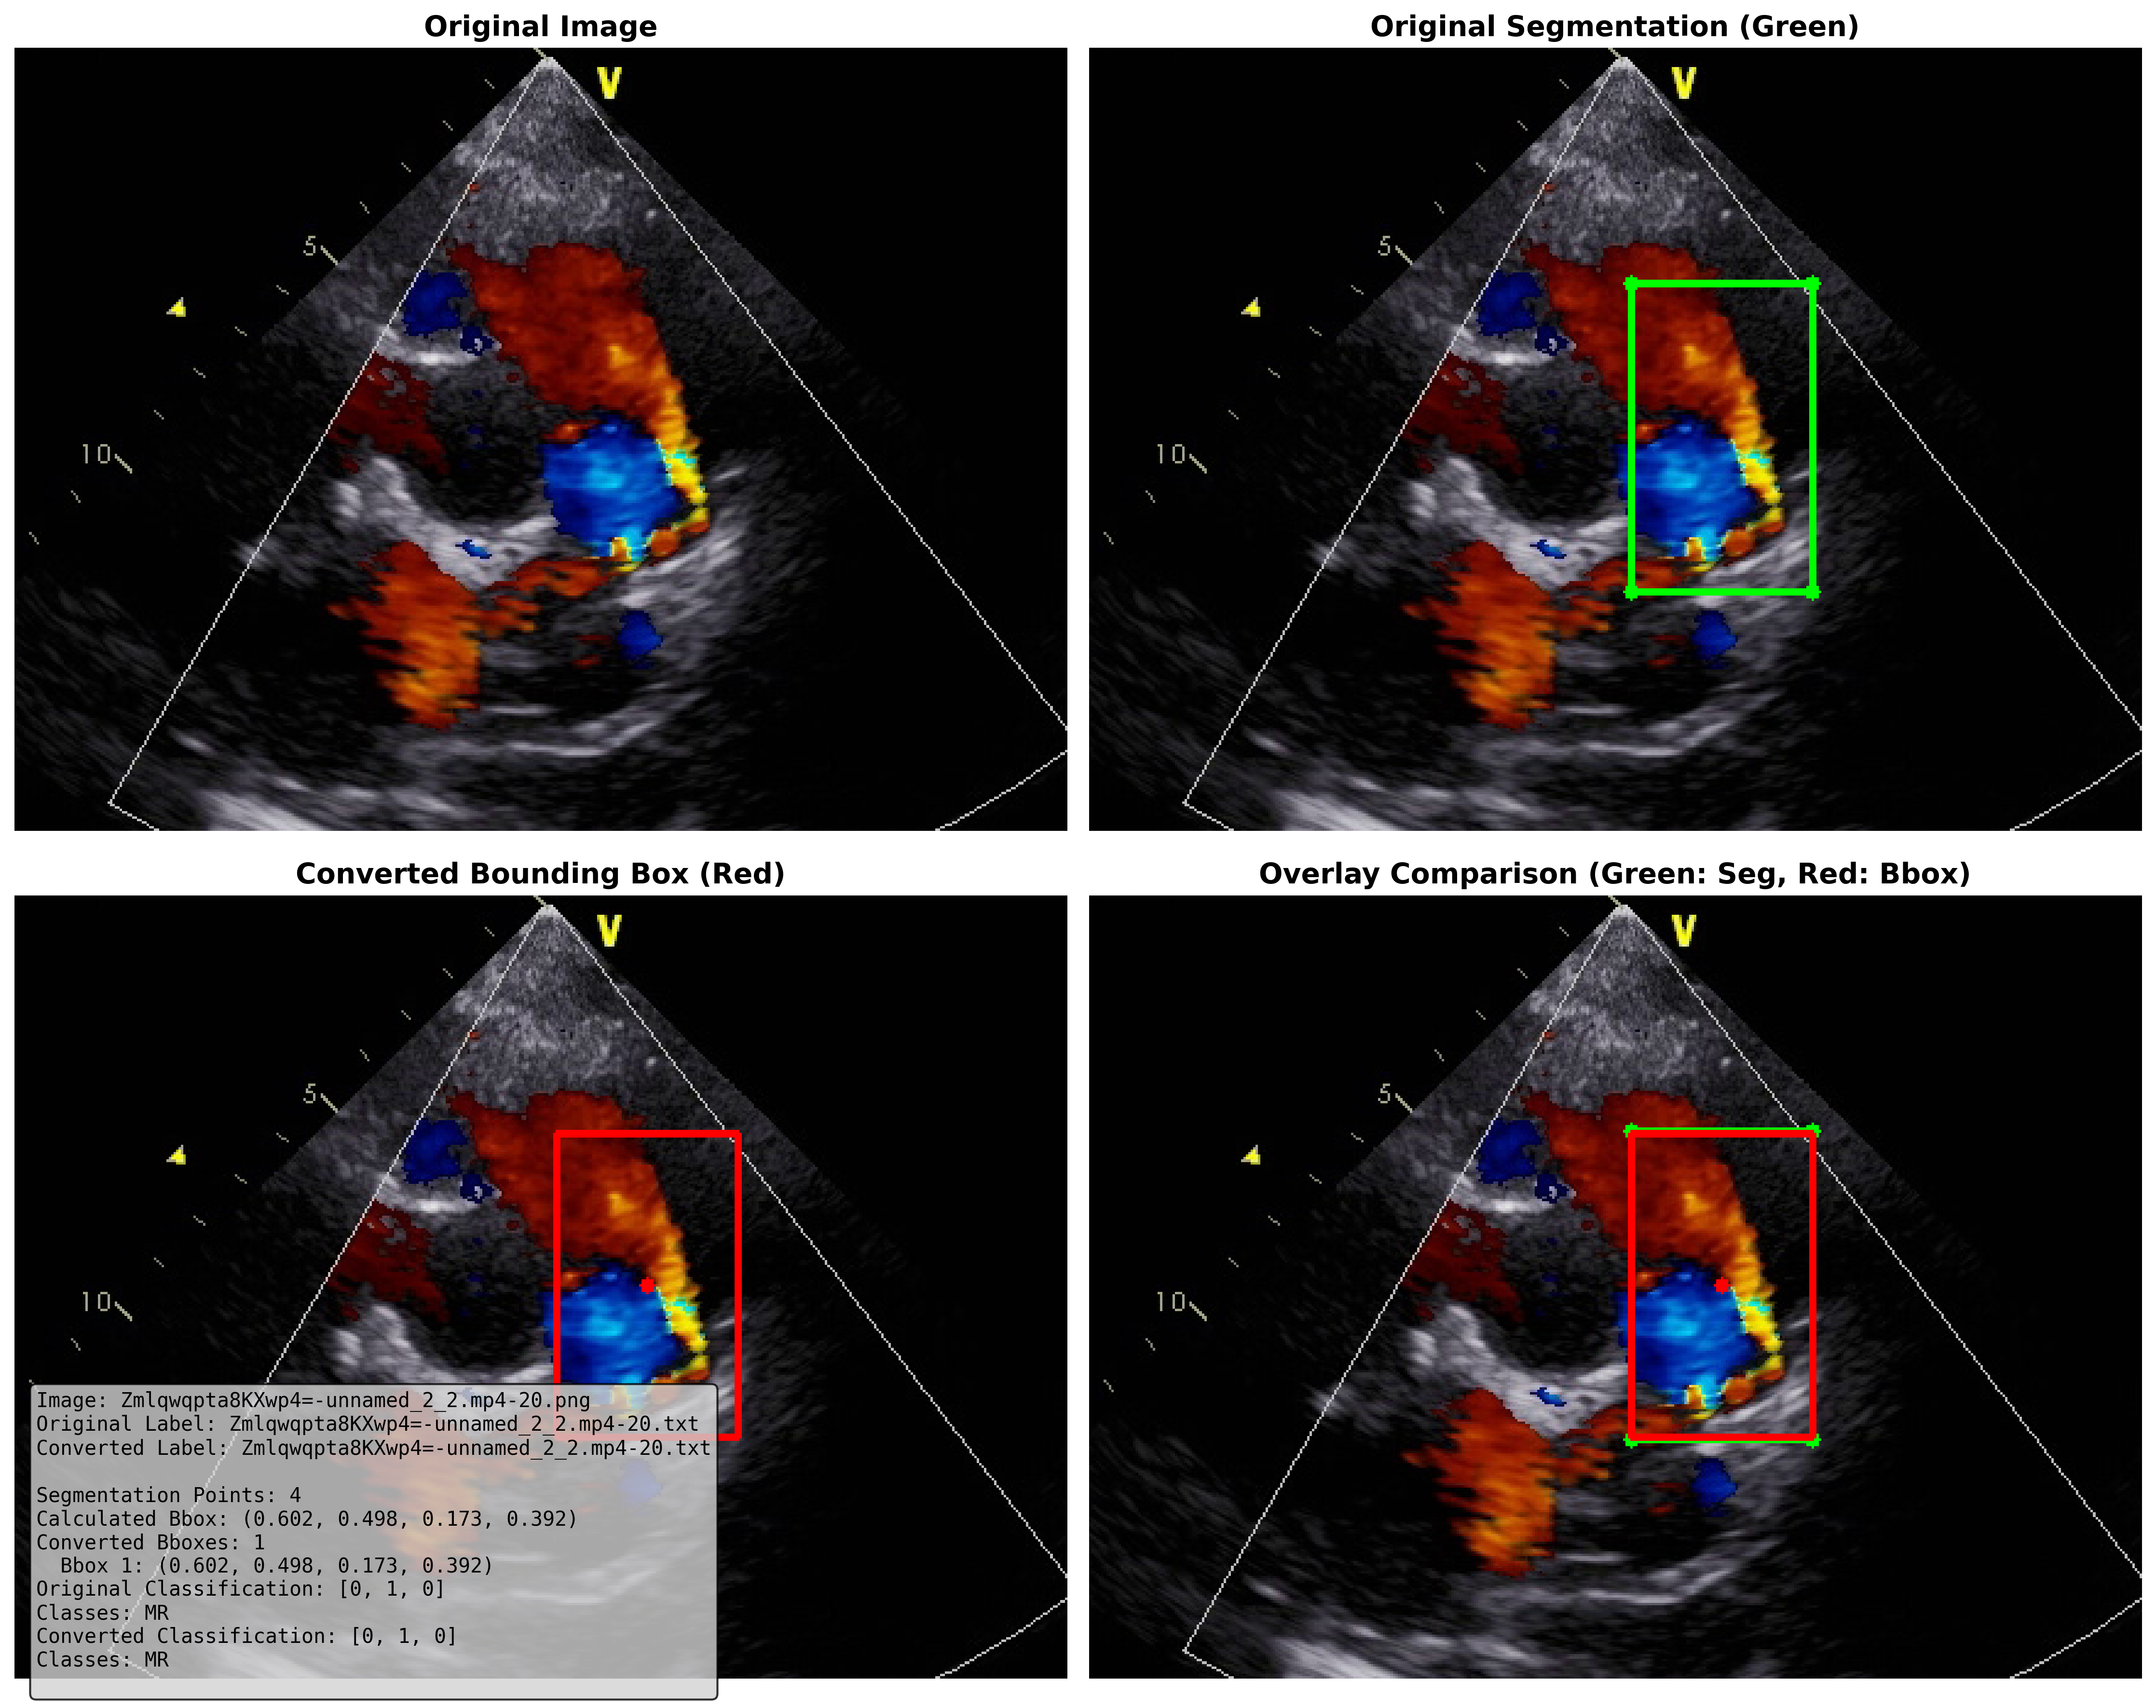 Original Image
Original Segmentation (Green)
V
5
10
V
5
10
Converted Bounding Box (Red)
Overlay Comparison (Green: Seg, Red: Bbox)
V
5
10
V
5
10
Image: Zmlqwqpta8KXwp4=-unnamed_2_2.mp4-20.png
Original Label: Zmlqwqpta8KXwp4=-unnamed_2_2.mp4-20.txt
Converted Label: Zmlqwqpta8KXwp4=-unnamed_2_2.mp4-20.txt
Segmentation Points: 4
Calculated Bbox: (0.602, 0.498, 0.173, 0.392)
Converted Bboxes: 1
Bbox 1: (0.602, 0.498, 0.173, 0.392)
Original Classification: [0, 1, 0]
Classes: MR
Converted Classification: [0, 1, 0]
Classes: MR